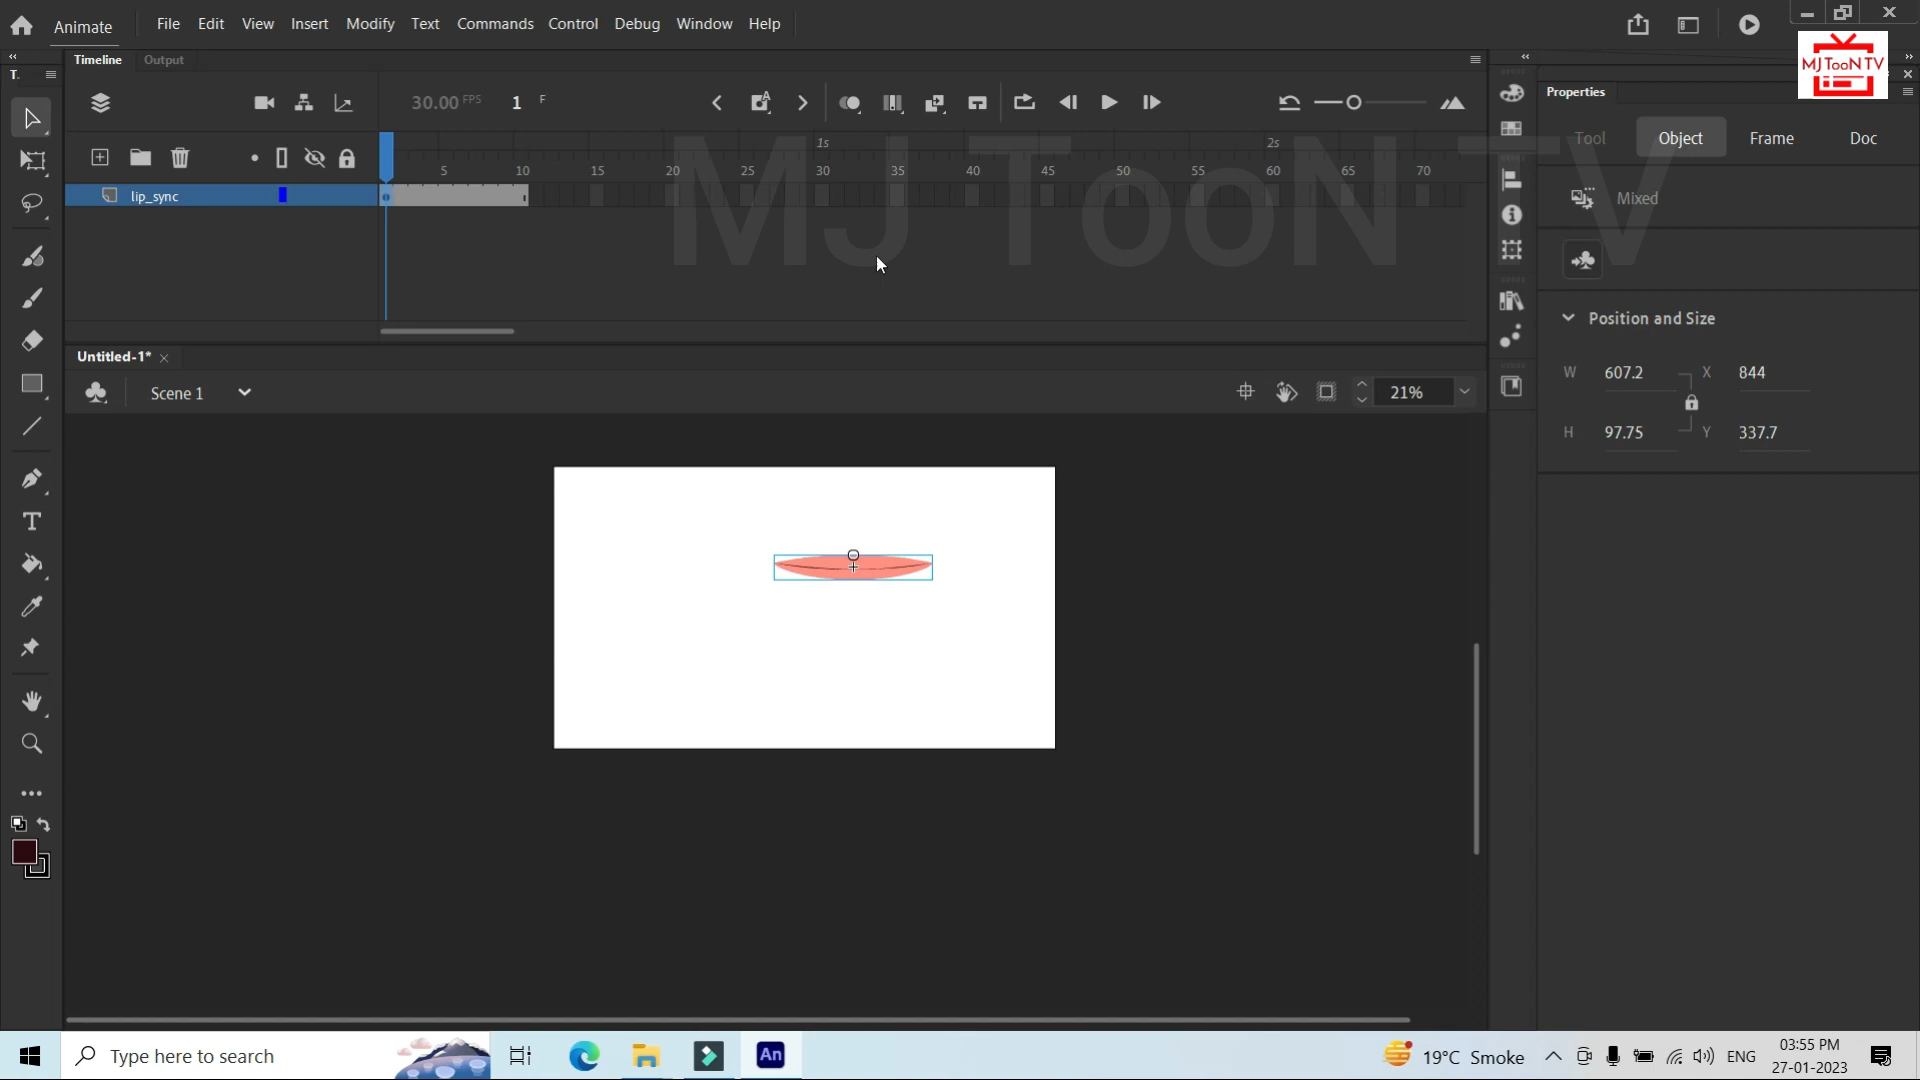 Animate File Edit View Insert Modify Text Commands Control Debug Window Help
MJTOONTV
T. Timeline Output
Properties
30.00 FPS 1 F
Tool Object Frame Doc
1s 2s
5 10 15 20 25 30 35 40 45 50 55 60 65 70
lip_sync
MJ TooN TV
Mixed
Position and Size
W 607.2 X 844
H 97.75 Y 337.7
Untitled-1*
Scene 1 21%
An
Type here to search
19°C Smoke ENG 03:55 PM
27-01-2023